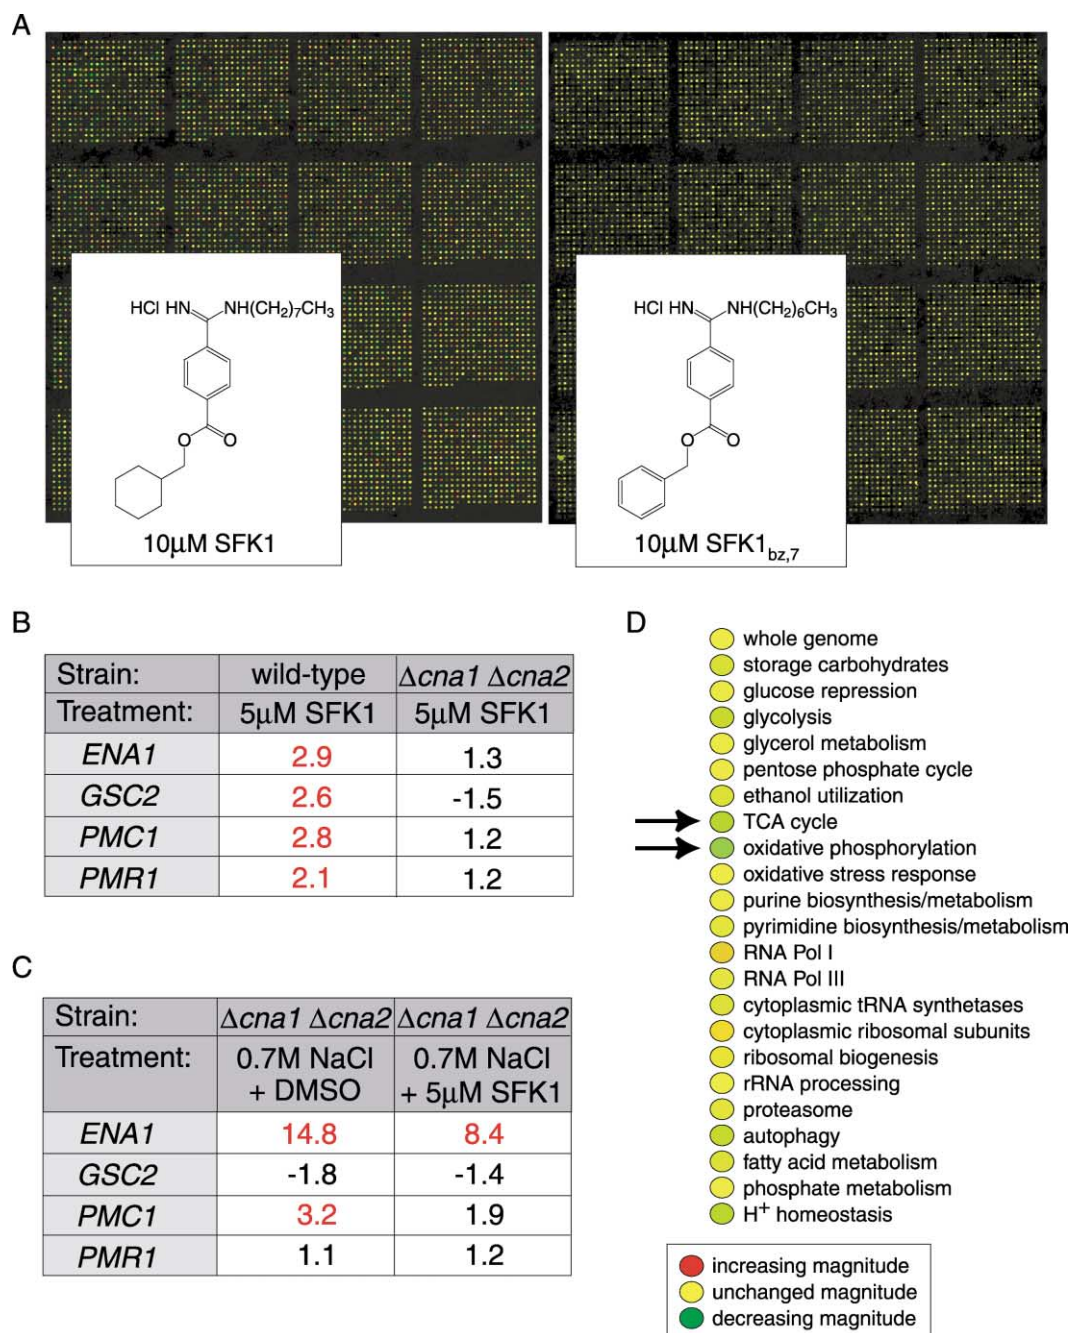 A
HCl HN NH(CH2)7CH3
O O
10µM SFK1
HCl HN NH(CH2)6CH3
O O
10µM SFK1bz,7
B
Strain: wild-type Δcna1 Δcna2
Treatment: 5µM SFK1 5µM SFK1
ENA1 2.9 1.3
GSC2 2.6 -1.5
PMC1 2.8 1.2
PMR1 2.1 1.2
C
Strain: Δcna1 Δcna2 Δcna1 Δcna2
Treatment: 0.7M NaCl 0.7M NaCl
+ DMSO + 5µM SFK1
ENA1 14.8 8.4
GSC2 -1.8 -1.4
PMC1 3.2 1.9
PMR1 1.1 1.2
D
whole genome
storage carbohydrates
glucose repression
glycolysis
glycerol metabolism
pentose phosphate cycle
ethanol utilization
TCA cycle
oxidative phosphorylation
oxidative stress response
purine biosynthesis/metabolism
pyrimidine biosynthesis/metabolism
RNA Pol I
RNA Pol III
cytoplasmic tRNA synthetases
cytoplasmic ribosomal subunits
ribosomal biogenesis
rRNA processing
proteasome
autophagy
fatty acid metabolism
phosphate metabolism
H+ homeostasis
increasing magnitude
unchanged magnitude
decreasing magnitude